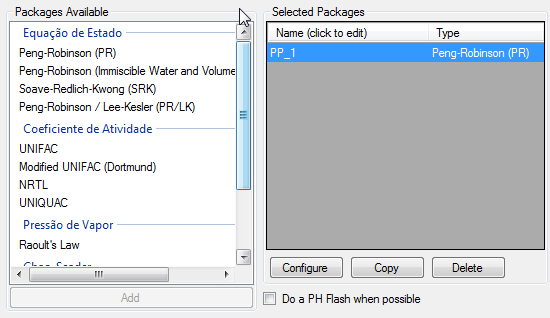 Packages Available
Equação de Estado
Peng-Robinson (PR)
Peng-Robinson (Immiscible Water and Volume
Soave-Redlich-Kwong (SRK)
Peng-Robinson / Lee-Kesler (PR/LK)
Coeficiente de Atividade
UNIFAC
Modified UNIFAC (Dortmund)
NRTL
UNIQUAC
Pressão de Vapor
Raoult's Law
Add
Selected Packages
Name (click to edit) Type
PP_1 Peng-Robinson (PR)
Configure Copy Delete
Do a PH Flash when possible